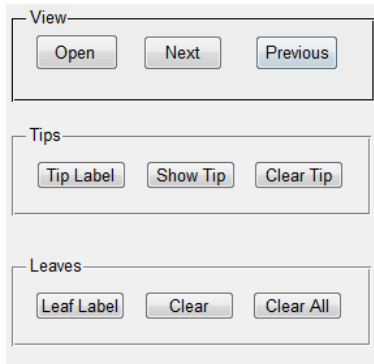 View
Open Next Previous
Tips
Tip Label Show Tip Clear Tip
Leaves
Leaf Label Clear Clear All